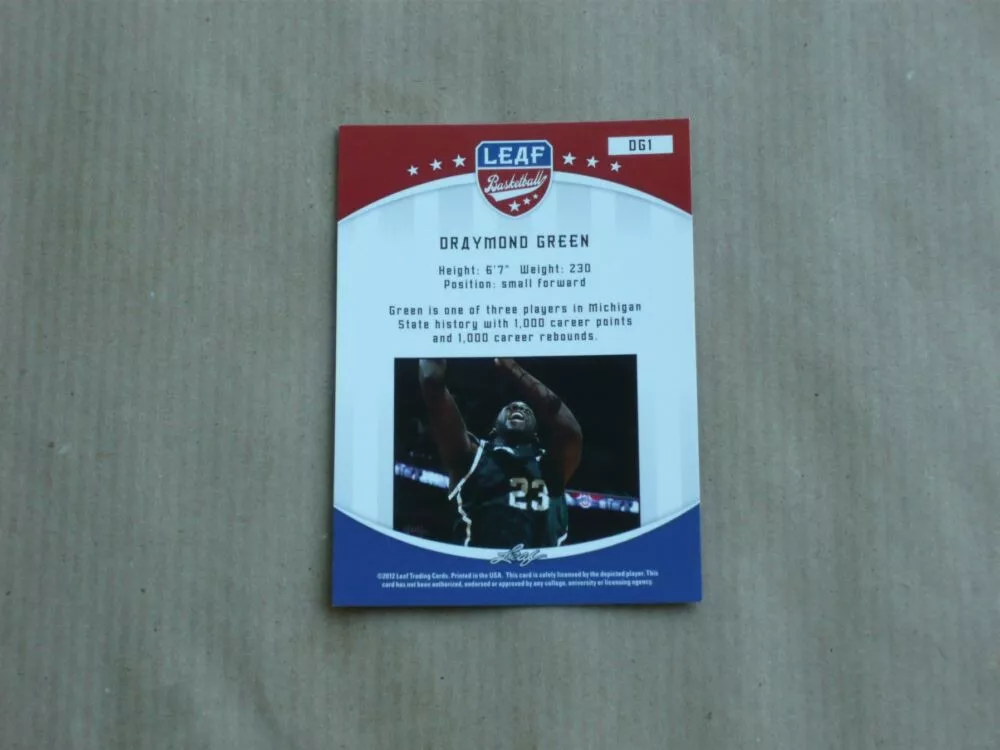 DG1
LEAF
Basketball
DRAYMOND GREEN
Height: 6'7" Weight: 230
Position: small forward
Green is one of three players in Michigan
State history with 1,000 career points
and 1,000 career rebounds.
23
Leaf
©2012 Leaf Trading Cards. Printed in the USA. This card is solely licensed by the depicted player. This
card has not been authorized, endorsed or approved by any college, university or licensing agency.